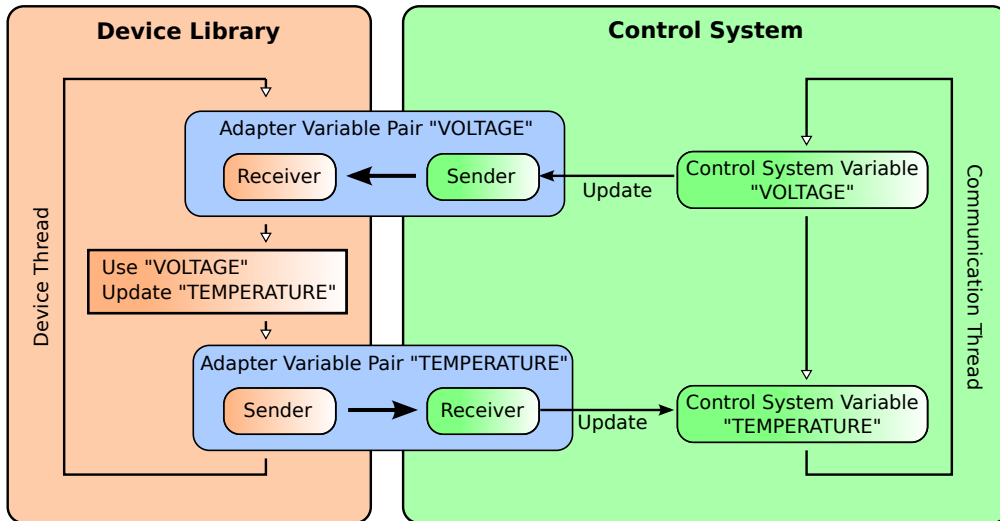 Device Library
Control System
Adapter Variable Pair "VOLTAGE"
Receiver
Sender
Update
Control System Variable
"VOLTAGE"
Device Thread
Use "VOLTAGE"
Update "TEMPERATURE"
Communication Thread
Adapter Variable Pair "TEMPERATURE"
Sender
Receiver
Update
Control System Variable
"TEMPERATURE"